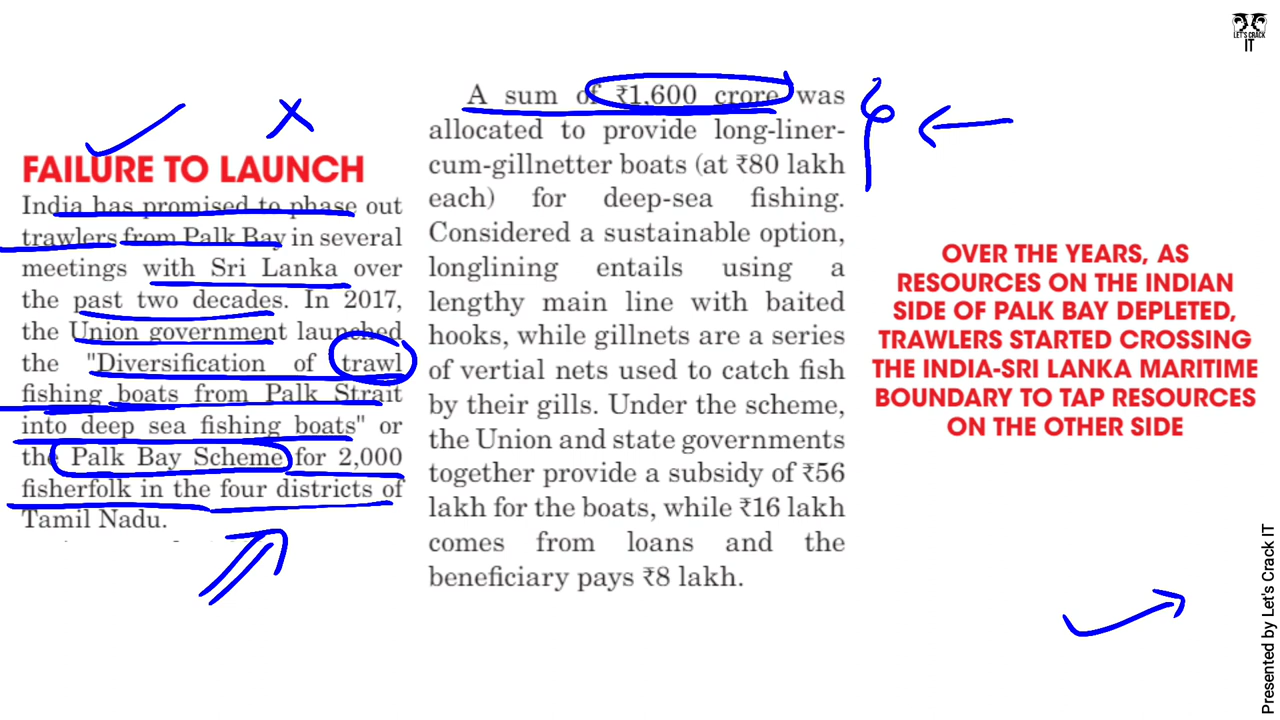 LET'S CRACK
IT
FAILURE TO LAUNCH
India has promised to phase out
trawlers from Palk Bay in several
meetings with Sri Lanka over
the past two decades. In 2017,
the Union government launched
the "Diversification of trawl
fishing boats from Palk Strait
into deep sea fishing boats" or
the Palk Bay Scheme for 2,000
fisherfolk in the four districts of
Tamil Nadu.
A sum of ₹1,600 crore was
allocated to provide long-liner-
cum-gillnetter boats (at ₹80 lakh
each) for deep-sea fishing.
Considered a sustainable option,
longlining entails using a
lengthy main line with baited
hooks, while gillnets are a series
of vertial nets used to catch fish
by their gills. Under the scheme,
the Union and state governments
together provide a subsidy of ₹56
lakh for the boats, while ₹16 lakh
comes from loans and the
beneficiary pays ₹8 lakh.
OVER THE YEARS, AS
RESOURCES ON THE INDIAN
SIDE OF PALK BAY DEPLETED,
TRAWLERS STARTED CROSSING
THE INDIA-SRI LANKA MARITIME
BOUNDARY TO TAP RESOURCES
ON THE OTHER SIDE
Presented by Let's Crack IT